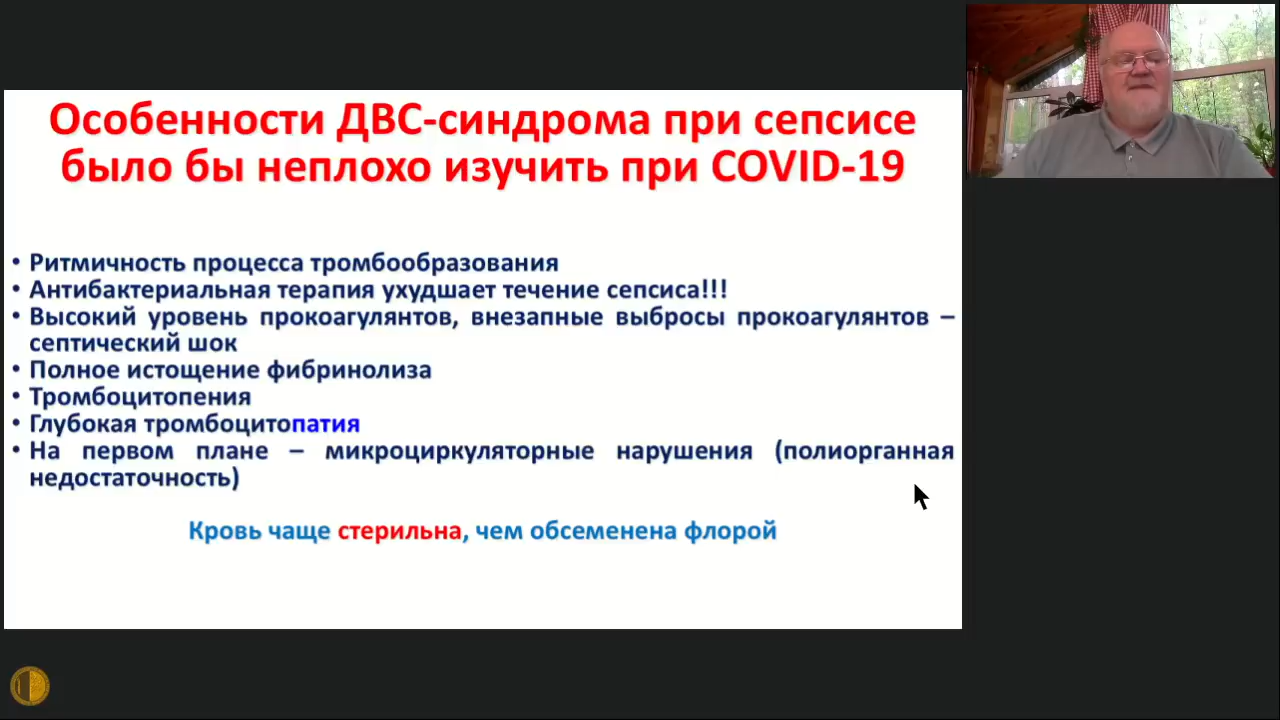 Особенности ДВС-синдрома при сепсисе
было бы неплохо изучить при COVID-19
• Ритмичность процесса тромбообразования
• Антибактериальная терапия ухудшает течение сепсиса!!!
• Высокий уровень прокоагулянтов, внезапные выбросы прокоагулянтов –
септический шок
• Полное истощение фибринолиза
• Тромбоцитопения
• Глубокая тромбоцитопатия
• На первом плане – микроциркуляторные нарушения (полиорганная
недостаточность)
Кровь чаще стерильна, чем обсеменена флорой